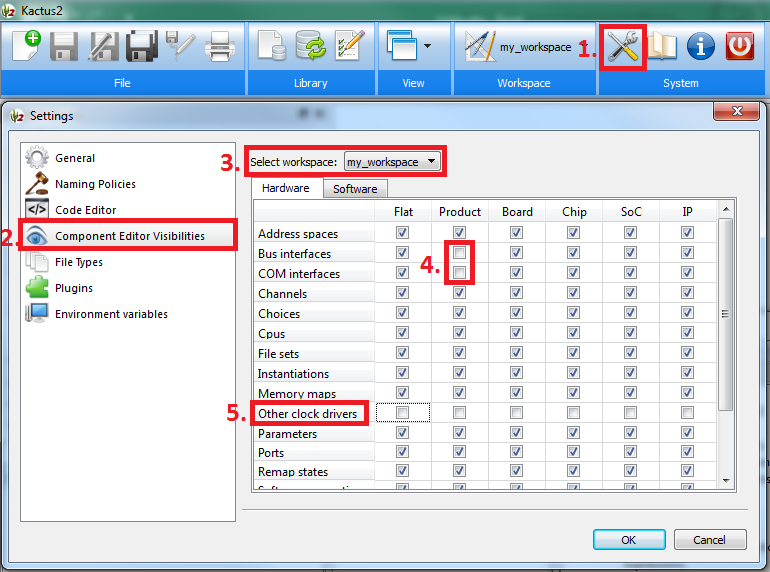 Kactus2
my_workspace
1.
File
Library
View
Workspace
System
Settings
General
Naming Policies
Code Editor
2. Component Editor Visibilities
File Types
Plugins
Environment variables
3. Select workspace: my_workspace
Hardware Software
Flat Product Board Chip SoC IP
Address spaces
Bus interfaces
4.
COM interfaces
Channels
Choices
Cpus
File sets
Instantiations
Memory maps
5. Other clock drivers
Parameters
Ports
Remap states
OK Cancel